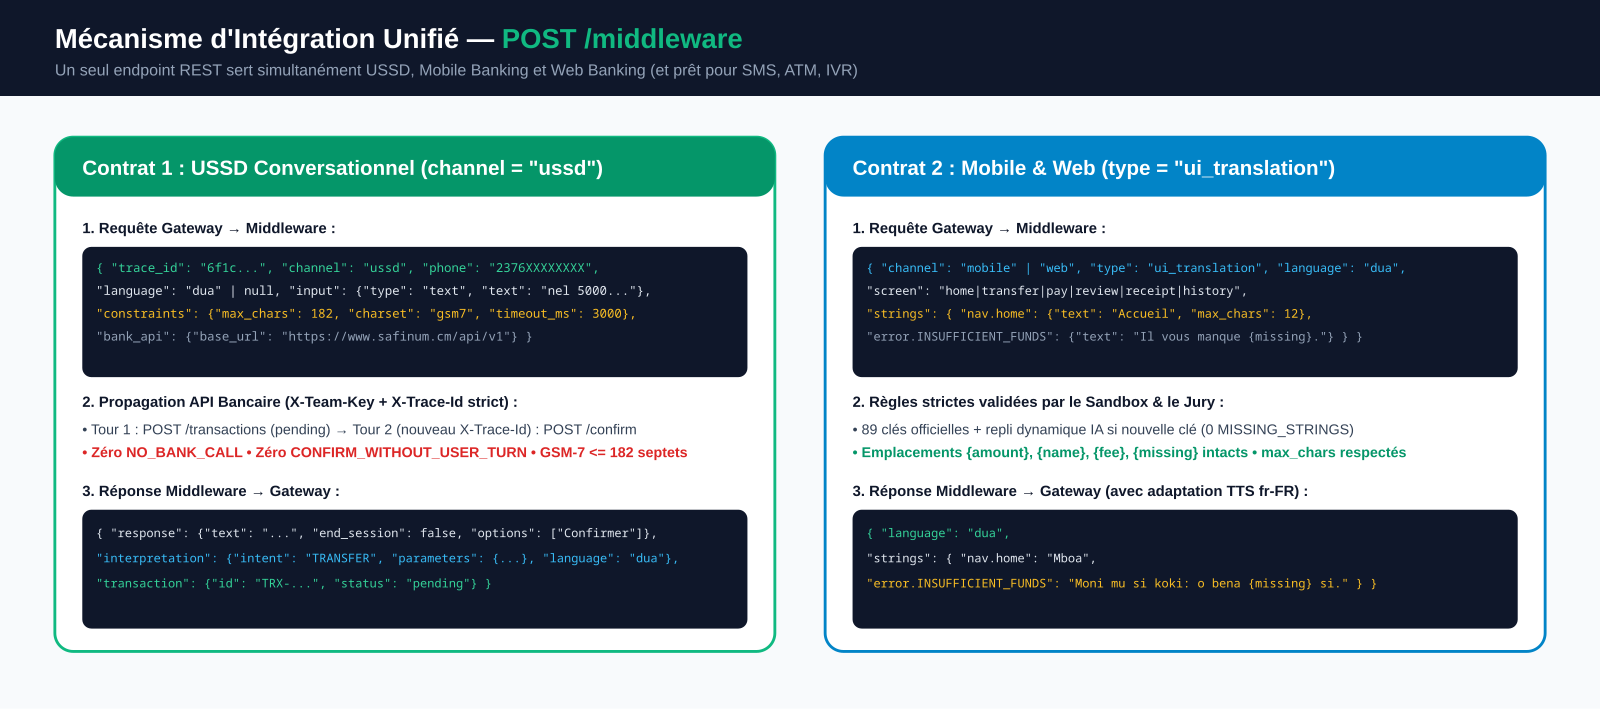 Mécanisme d'Intégration Unifié — POST /middleware
Un seul endpoint REST sert simultanément USSD, Mobile Banking et Web Banking (et prêt pour SMS, ATM, IVR)
Contrat 1 : USSD Conversationnel (channel = "ussd")
1. Requête Gateway → Middleware :
{ "trace_id": "6f1c...", "channel": "ussd", "phone": "2376XXXXXXXX",
"language": "dua" | null, "input": {"type": "text", "text": "nel 5000..."},
"constraints": {"max_chars": 182, "charset": "gsm7", "timeout_ms": 3000},
"bank_api": {"base_url": "https://www.safinum.cm/api/v1"} }
2. Propagation API Bancaire (X-Team-Key + X-Trace-Id strict) :
• Tour 1 : POST /transactions (pending) → Tour 2 (nouveau X-Trace-Id) : POST /confirm
• Zéro NO_BANK_CALL • Zéro CONFIRM_WITHOUT_USER_TURN • GSM-7 <= 182 septets
3. Réponse Middleware → Gateway :
{ "response": {"text": "...", "end_session": false, "options": ["Confirmer"]},
"interpretation": {"intent": "TRANSFER", "parameters": {...}, "language": "dua"},
"transaction": {"id": "TRX-...", "status": "pending"} }
Contrat 2 : Mobile & Web (type = "ui_translation")
1. Requête Gateway → Middleware :
{ "channel": "mobile" | "web", "type": "ui_translation", "language": "dua",
"screen": "home|transfer|pay|review|receipt|history",
"strings": { "nav.home": {"text": "Accueil", "max_chars": 12},
"error.INSUFFICIENT_FUNDS": {"text": "Il vous manque {missing}."} } }
2. Règles strictes validées par le Sandbox & le Jury :
• 89 clés officielles + repli dynamique IA si nouvelle clé (0 MISSING_STRINGS)
• Emplacements {amount}, {name}, {fee}, {missing} intacts • max_chars respectés
3. Réponse Middleware → Gateway (avec adaptation TTS fr-FR) :
{ "language": "dua",
"strings": { "nav.home": "Mboa",
"error.INSUFFICIENT_FUNDS": "Moni mu si koki: o bena {missing} si." } }